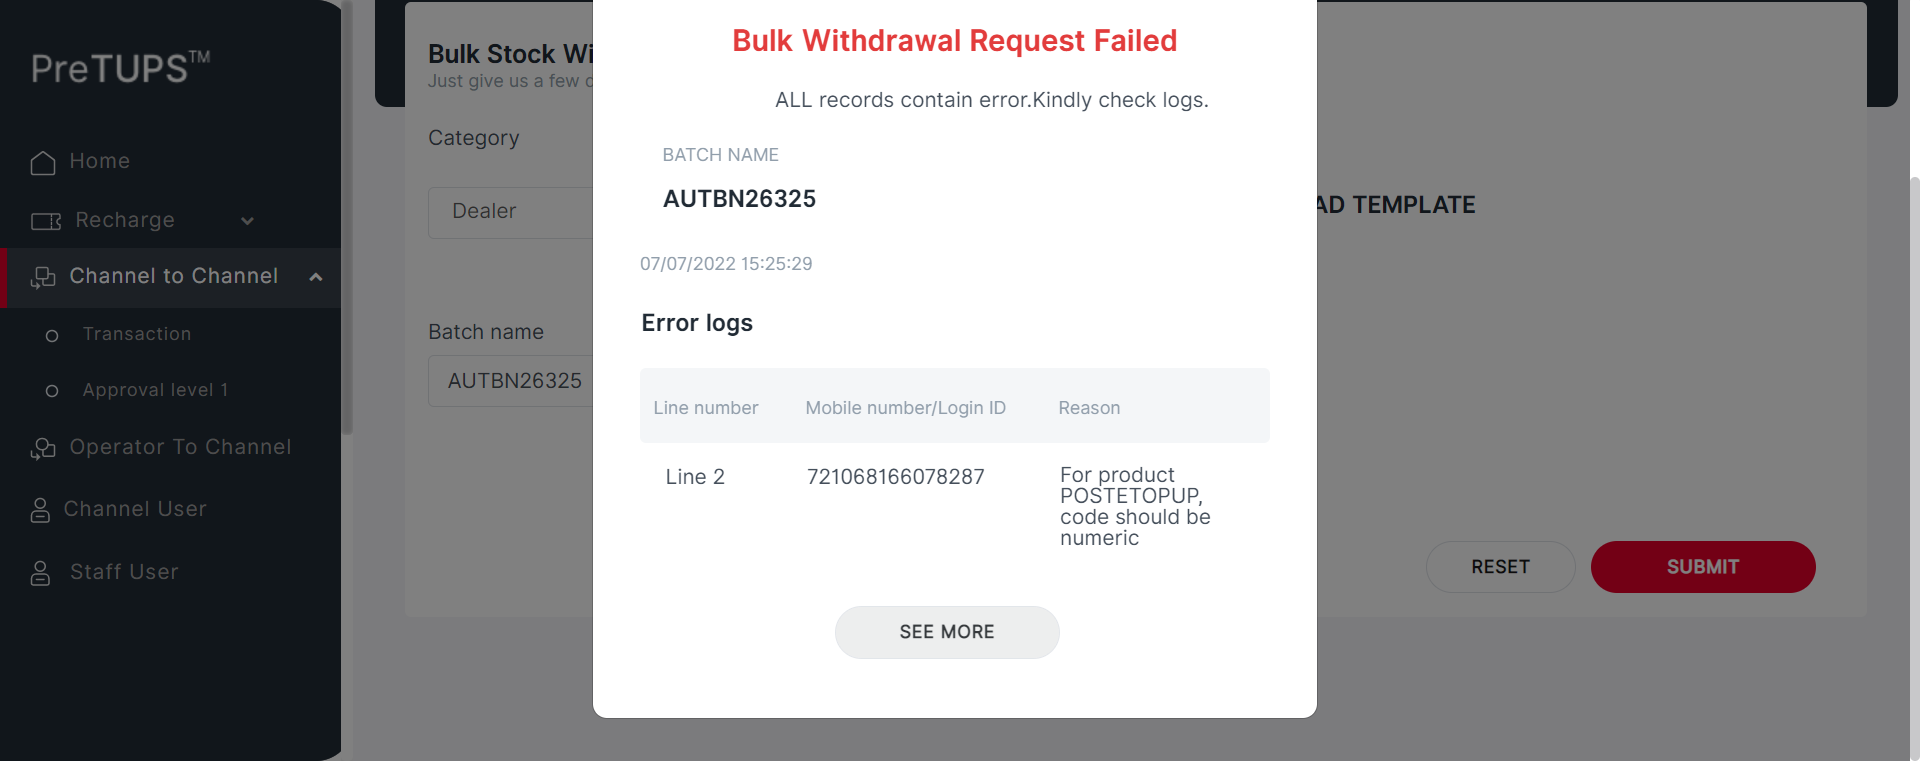 PreTUPS™
Home
Recharge
Channel to Channel
Transaction
Approval level 1
Operator To Channel
Channel User
Staff User
Bulk Stock Wi
Just give us a few
Category
Dealer
Batch name
AUTBN26325
Bulk Withdrawal Request Failed
ALL records contain error.Kindly check logs.
BATCH NAME
AUTBN26325
07/07/2022 15:25:29
Error logs
Line number Mobile number/Login ID Reason
Line 2 721068166078287 For product
POSTETOPUP,
code should be
numeric
SEE MORE
AD TEMPLATE
RESET
SUBMIT